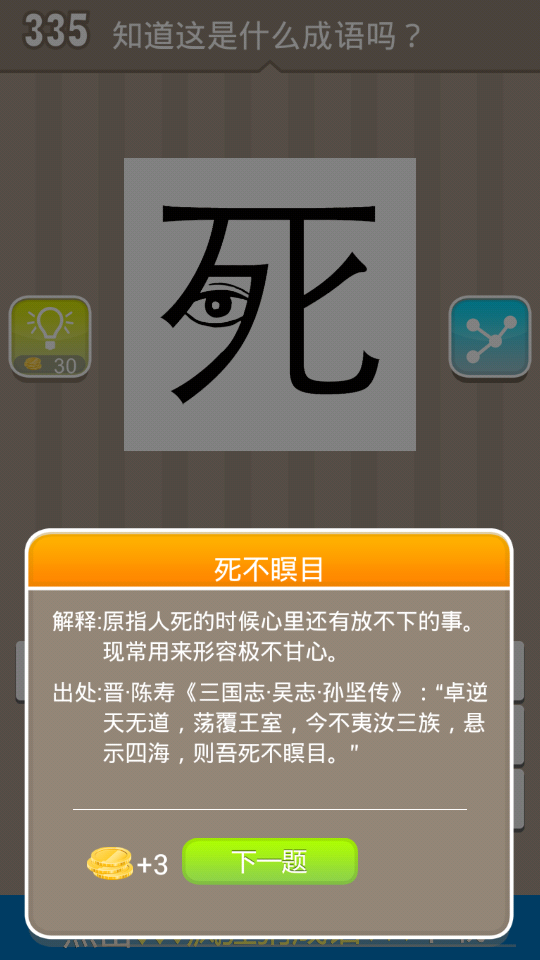 335 知道这是什么成语吗？
死
30
死不瞑目
解释:原指人死的时候心里还有放不下的事。
现常用来形容极不甘心。
出处:晋·陈寿《三国志·吴志·孙坚传》：“卓逆
天无道，荡覆王室，今不夷汝三族，悬
示四海，则吾死不瞑目。”
+3 下一题